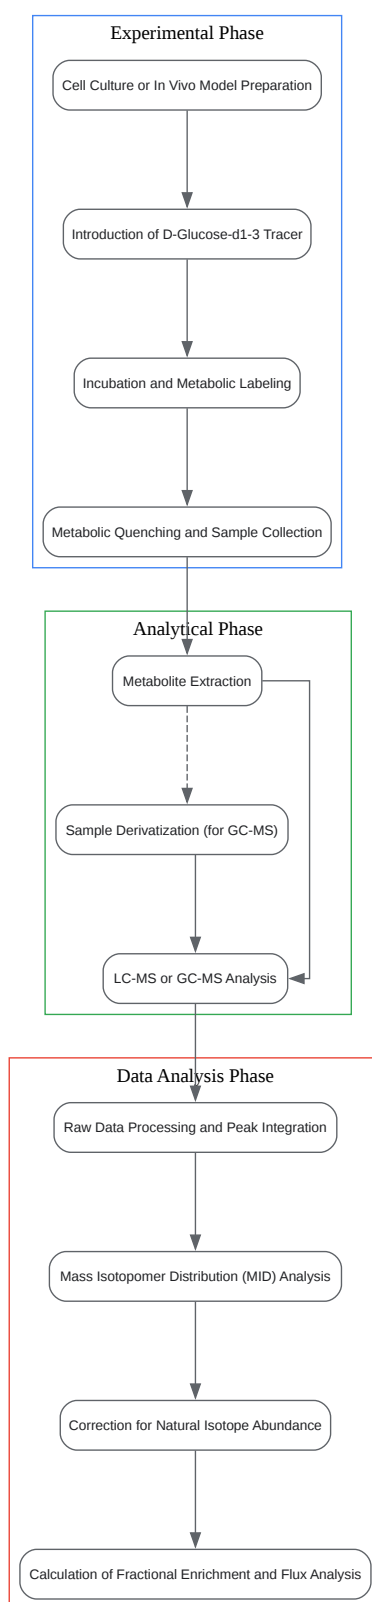 Experimental Phase
Cell Culture or In Vivo Model Preparation
Introduction of D-Glucose-d1-3 Tracer
Incubation and Metabolic Labeling
Metabolic Quenching and Sample Collection
Analytical Phase
Metabolite Extraction
Sample Derivatization (for GC-MS)
LC-MS or GC-MS Analysis
Data Analysis Phase
Raw Data Processing and Peak Integration
Mass Isotopomer Distribution (MID) Analysis
Correction for Natural Isotope Abundance
Calculation of Fractional Enrichment and Flux Analysis